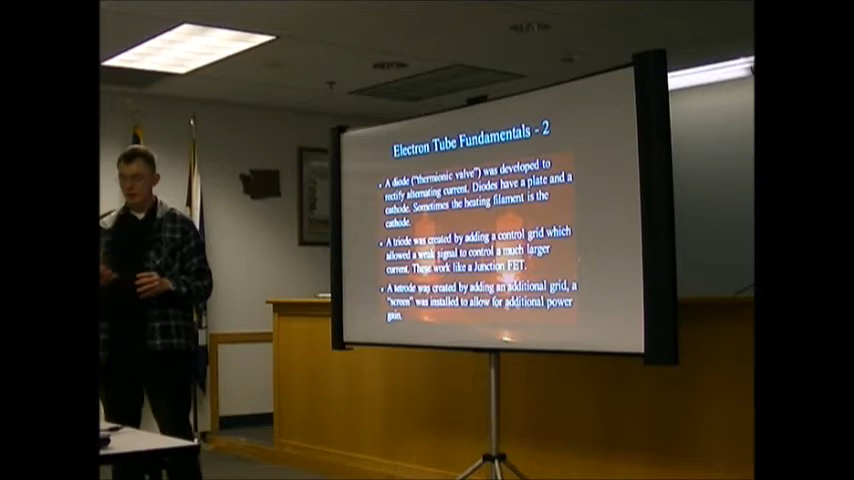 Electron Tube Fundamentals - 2
• A diode ("thermionic valve") was developed to
rectify alternating current. Diodes have a plate and a
cathode. Sometimes the heating filament is the
cathode.
• A triode was created by adding a control grid which
allowed a weak signal to control a much larger
current. These work like a Junction FET.
• A tetrode was created by adding an additional grid, a
"screen" was installed to allow for additional power
gain.